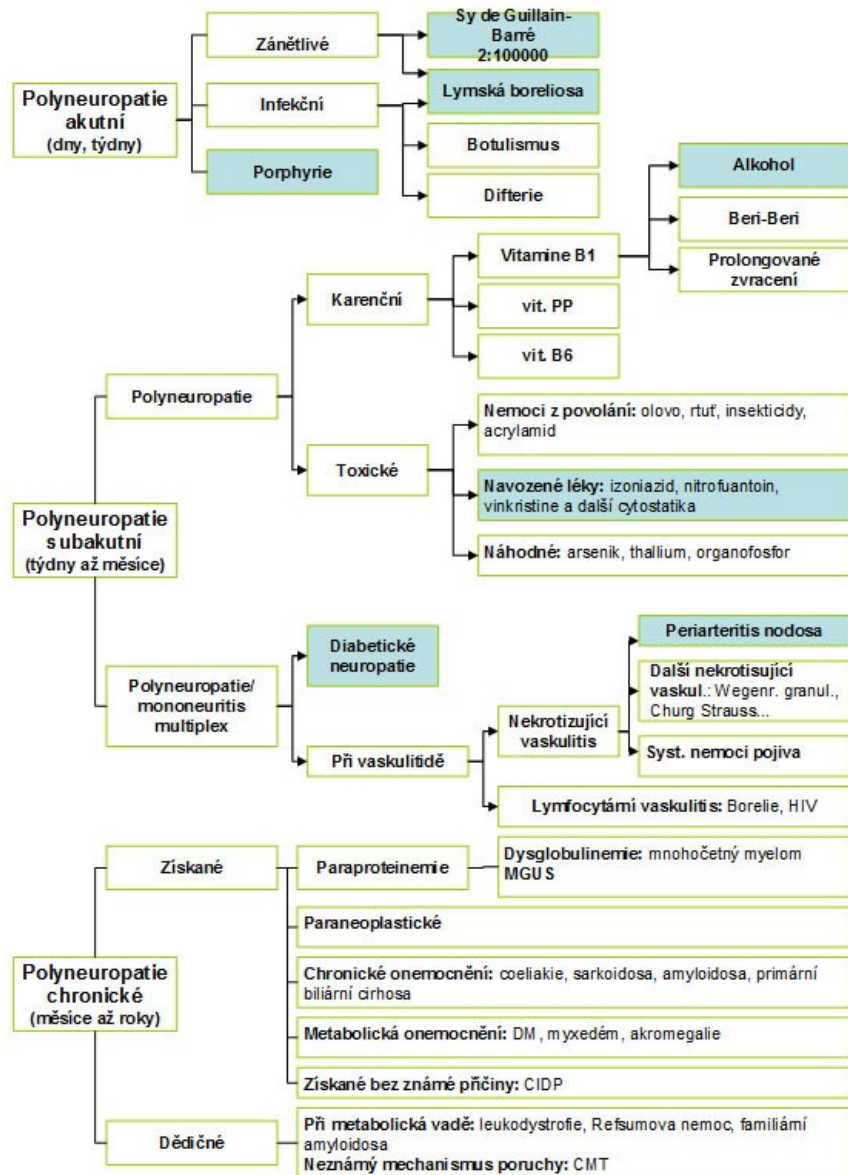 Polyneuropatie
akutní
(dny, týdny)
Zánětlivé
Infekční
Porphyrie
Sy de Guillain-
Barré
2:100000
Lymská boreliosa
Botulismus
Difterie
Polyneuropatie
subakutní
(týdny až měsíce)
Polyneuropatie
Karenční
Vitamine B1
Alkohol
Beri-Beri
Prolongované
zvracení
vit. PP
vit. B6
Toxické
Nemoci z povolání: olovo, rtuť, insekticidy,
acrylamid
Navozené léky: izoniazid, nitrofuantoin,
vinkristine a další cytostatika
Náhodné: arsenik, thallium, organofosfor
Polyneuropatie/
mononeuritis
multiplex
Diabetické
neuropatie
Při vaskulitidě
Nekrotizující
vaskulitis
Periarteritis nodosa
Další nekrotisující
vaskul.: Wegenr. granul.,
Churg Strauss...
Syst. nemoci pojiva
Lymfocytární vaskulitis: Borelie, HIV
Polyneuropatie
chronické
(měsíce až roky)
Získané
Paraproteinemie
Dysglobulinemie: mnohočetný myelom
MGUS
Paraneoplastické
Chronické onemocnění: coeliakie, sarkoidosa, amyloidosa, primární
biliární cirhosa
Metabolická onemocnění: DM, myxedém, akromegalie
Získané bez známé příčiny: CIDP
Dědičné
Při metabolická vadě: leukodystrofie, Refsumova nemoc, familiární
amyloidosa
Neznámý mechanismus poruchy: CMT